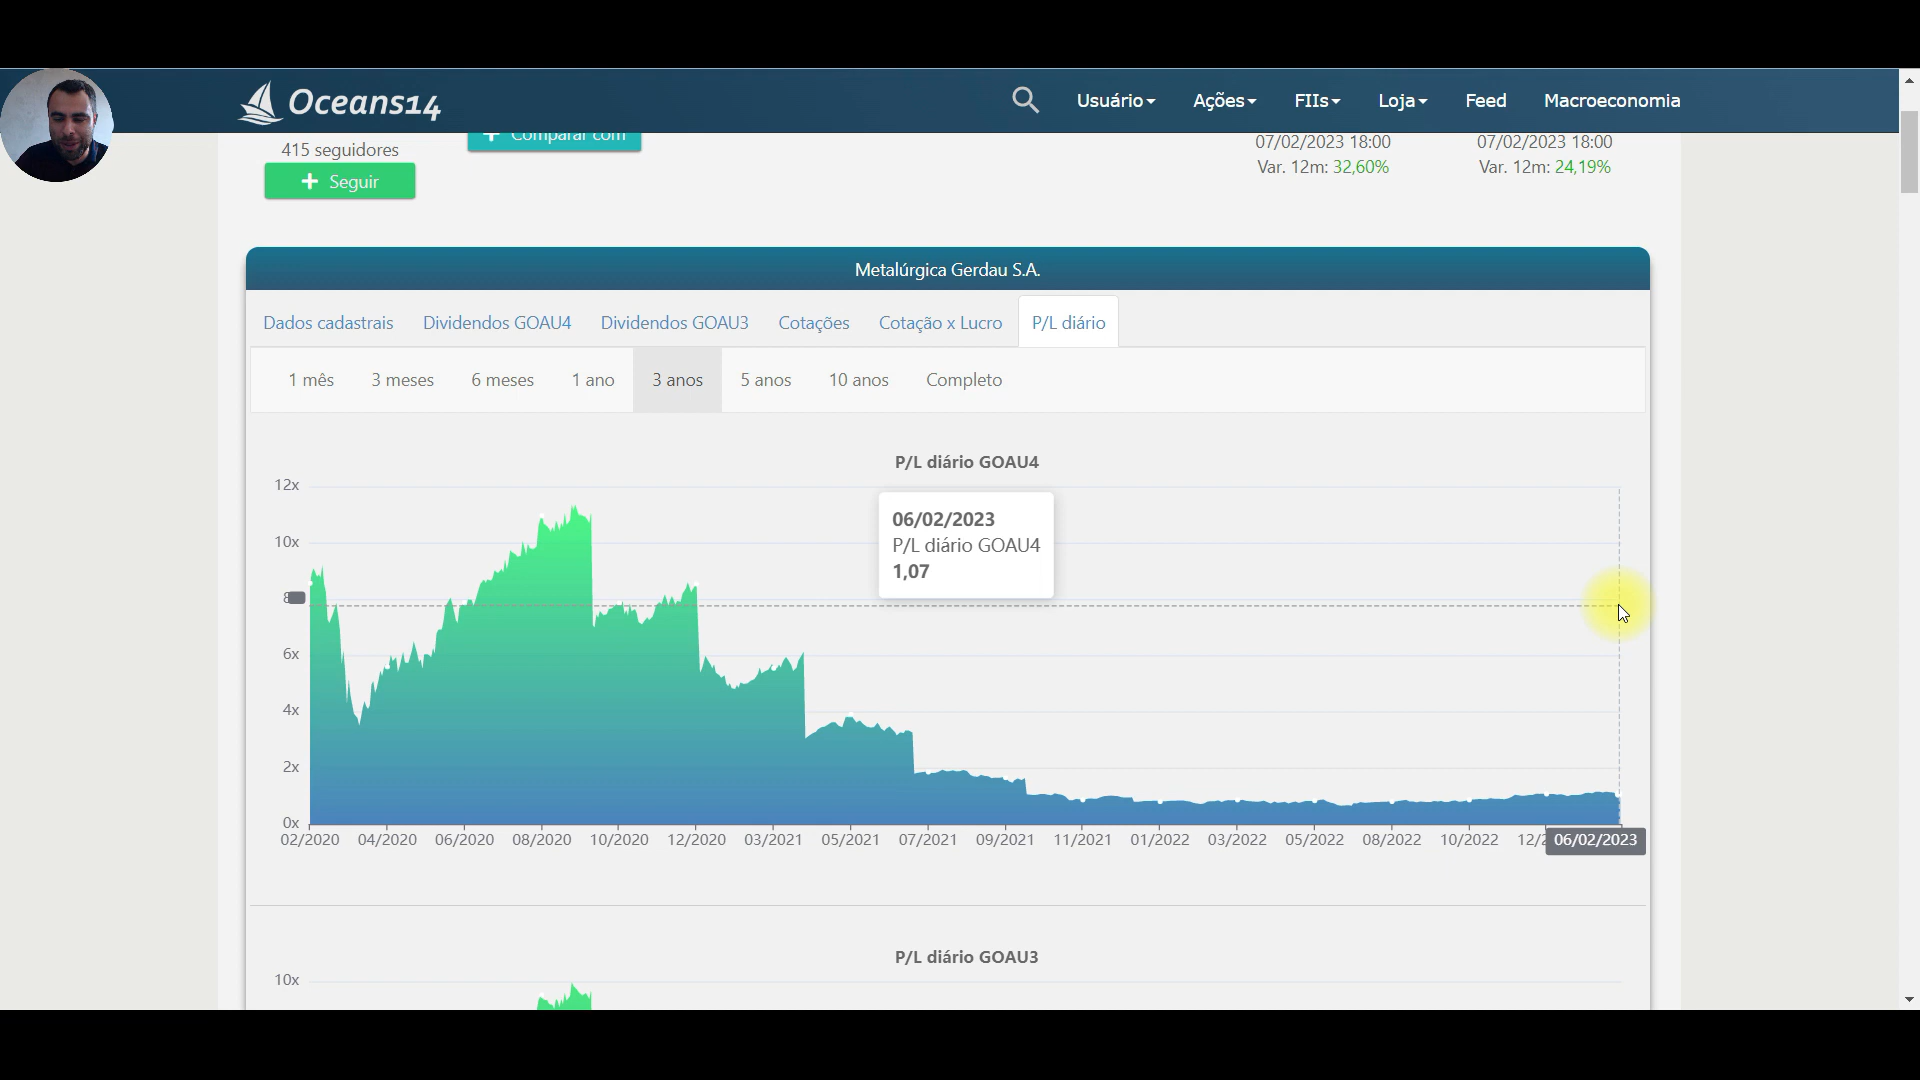 Oceans14
Usuário
Ações
FIIs
Loja
Feed
Macroeconomia
415 seguidores
+ Seguir
+ Comparar com
07/02/2023 18:00
Var. 12m: 32,60%
07/02/2023 18:00
Var. 12m: 24,19%
Metalúrgica Gerdau S.A.
Dados cadastrais
Dividendos GOAU4
Dividendos GOAU3
Cotações
Cotação x Lucro
P/L diário
1 mês
3 meses
6 meses
1 ano
3 anos
5 anos
10 anos
Completo
P/L diário GOAU4
12x
10x
8
6x
4x
2x
0x
06/02/2023
P/L diário GOAU4
1,07
02/2020 04/2020 06/2020 08/2020 10/2020 12/2020 03/2021 05/2021 07/2021 09/2021 11/2021 01/2022 03/2022 05/2022 08/2022 10/2022 12/2 06/02/2023
P/L diário GOAU3
10x